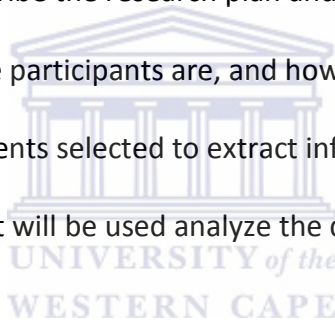 be the research plan and
participants are, and how
ents selected to extract inf
will be used analyze the
UNIVERSITY of the
WESTERN CAPE